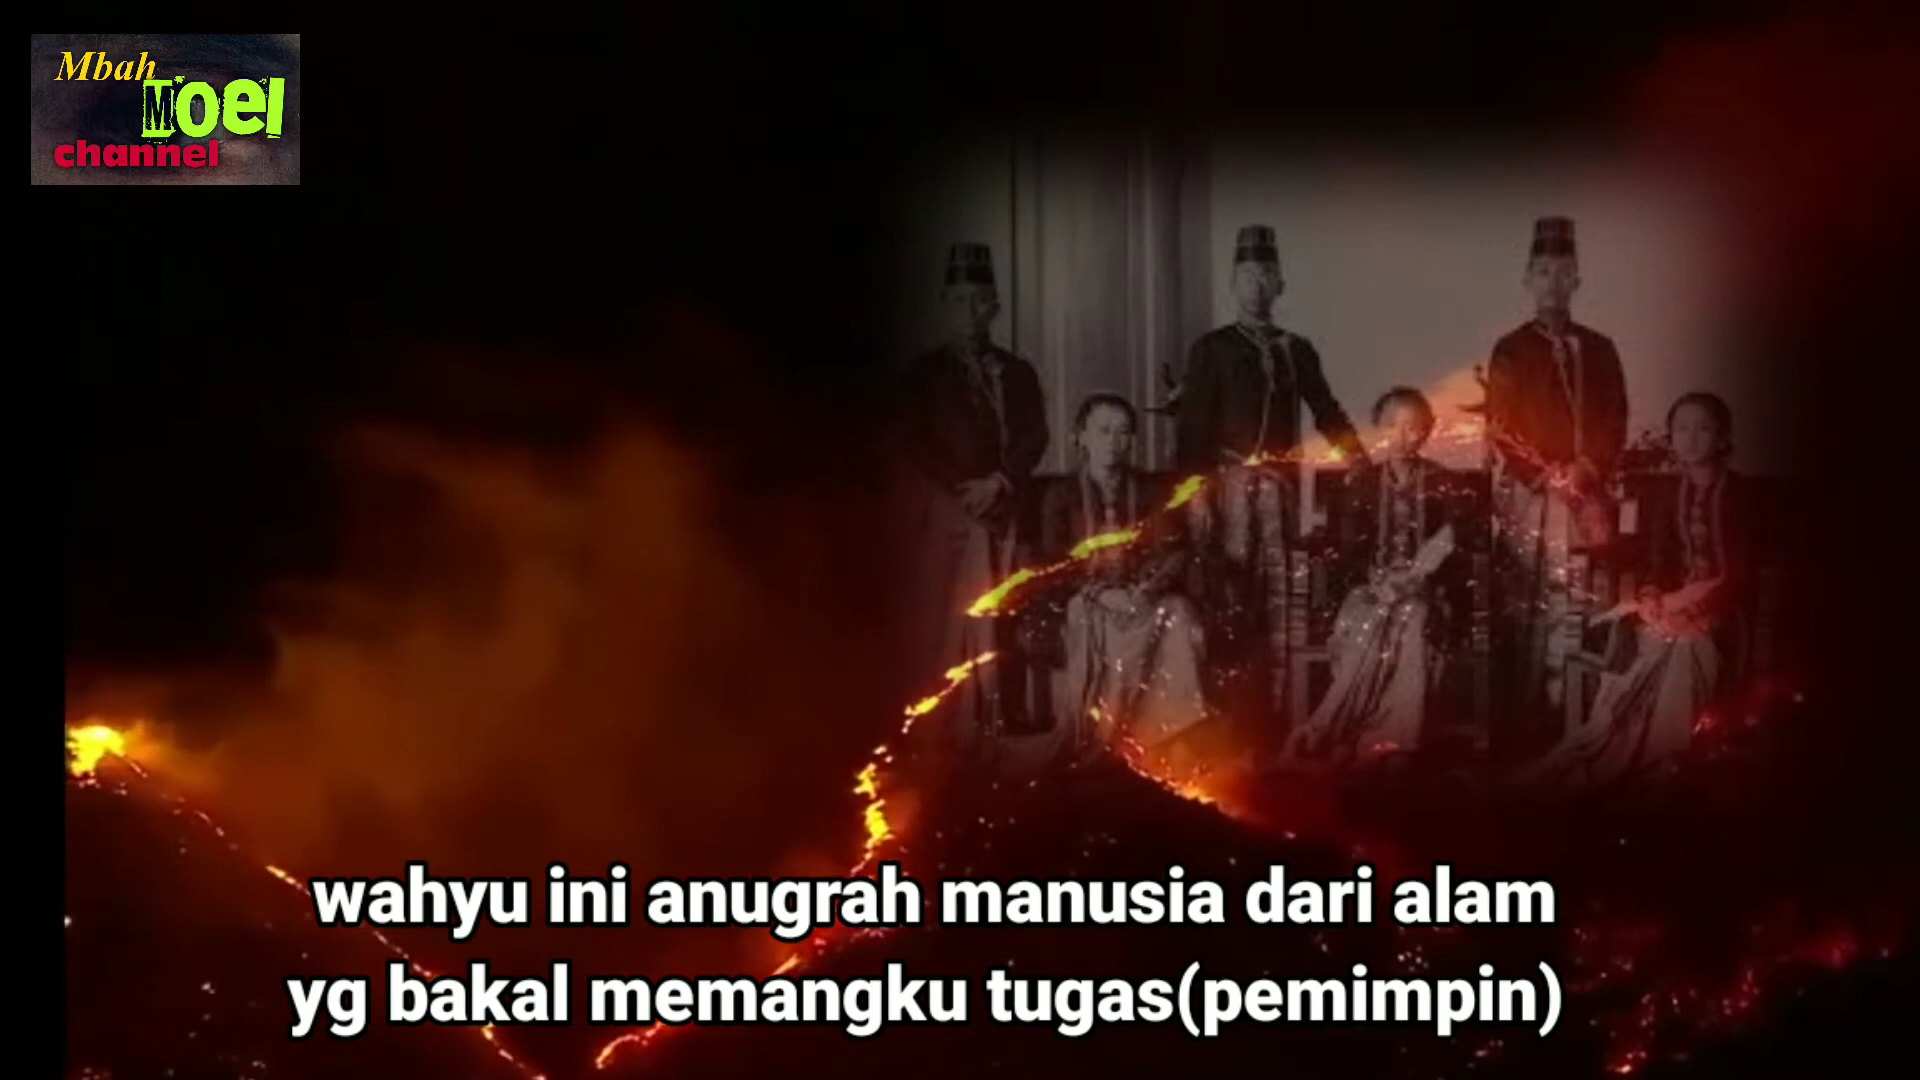 Mbah
Moel
channel
wahyu ini anugrah manusia dari alam
yg bakal memangku tugas(pemimpin)